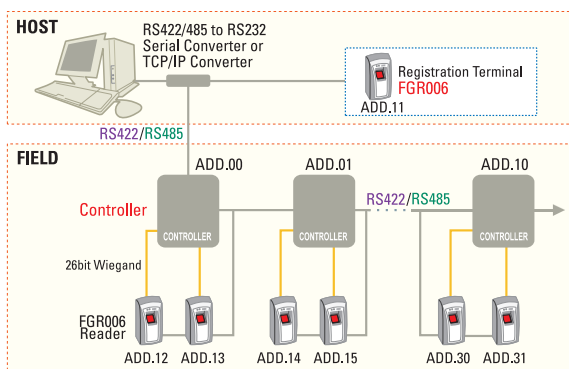 HOST
RS422/485 to RS232
Serial Converter or
TCP/IP Converter
Registration Terminal
FGR006
ADD.11
RS422/RS485
FIELD
ADD.00
ADD.01
ADD.10
Controller
RS422/RS485
CONTROLLER
CONTROLLER
CONTROLLER
26bit Wiegand
FGR006
Reader
ADD.12
ADD.13
ADD.14
ADD.15
ADD.30
ADD.31